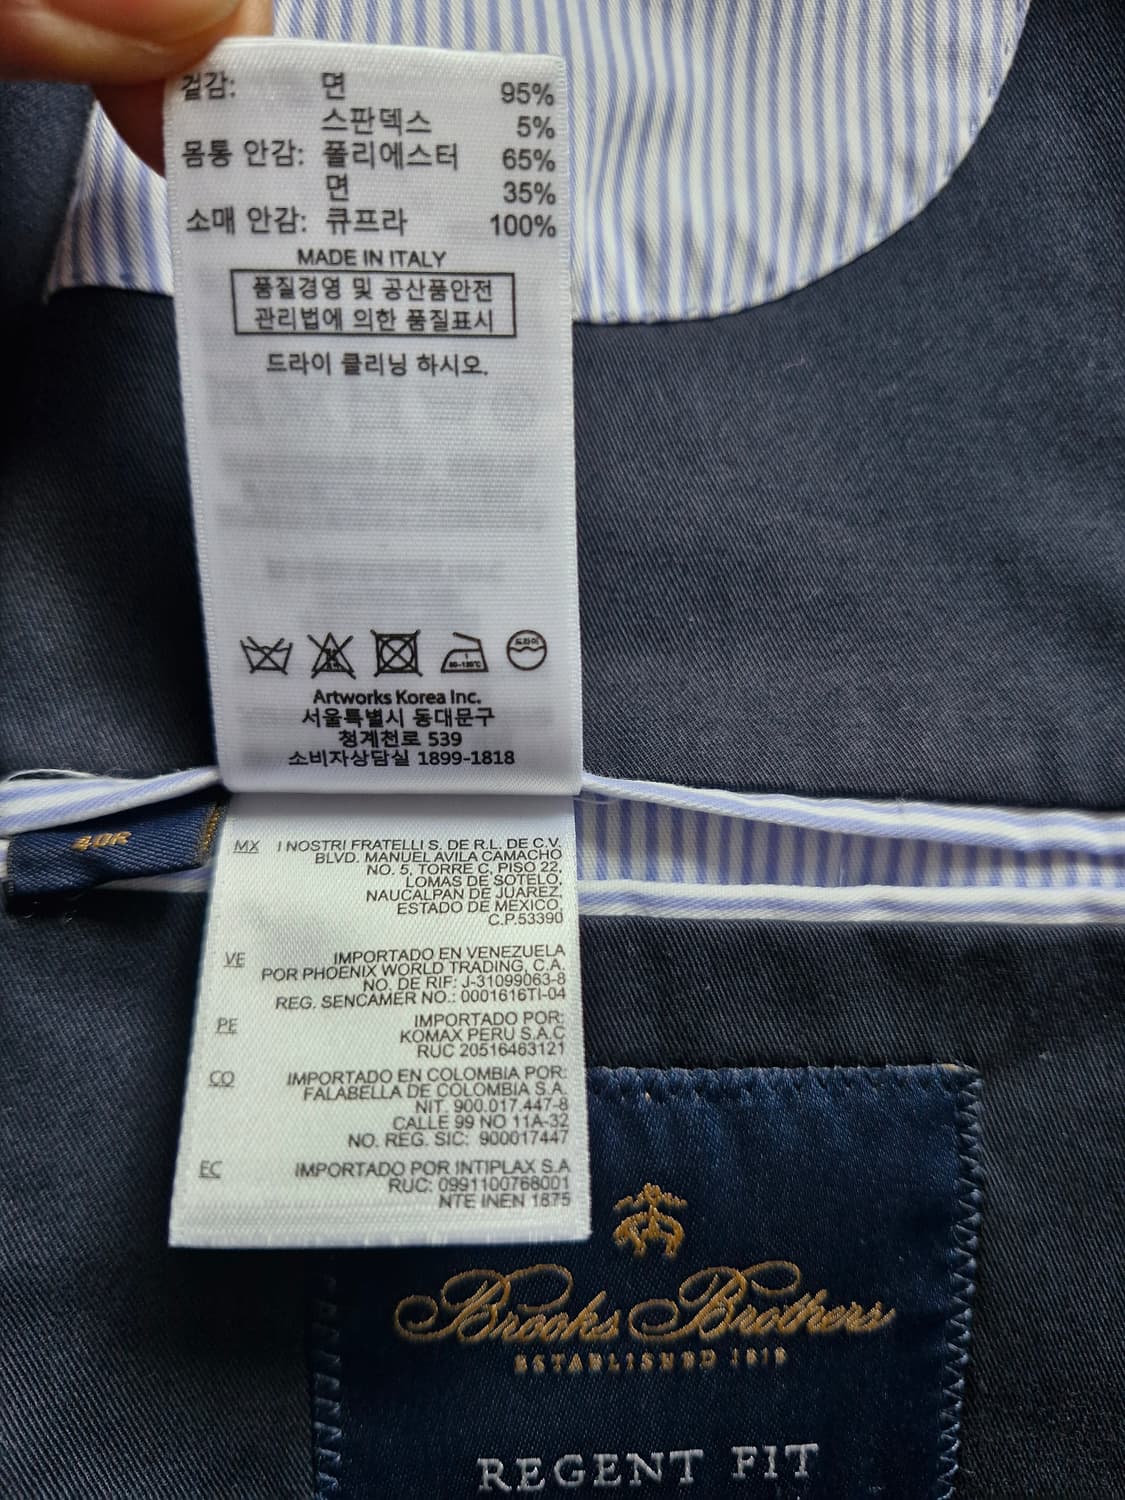 겉감: 면 95%
스판덱스 5%
몸통 안감: 폴리에스터 65%
면 35%
소매 안감: 큐프라 100%
MADE IN ITALY
품질경영 및 공산품안전
관리법에 의한 품질표시
드라이 클리닝 하시오.
드라이
80-120℃
Artworks Korea Inc.
서울특별시 동대문구
청계천로 539
소비자상담실 1899-1818
40R
MX I NOSTRI FRATELLI S. DE R.L. DE C.V.
BLVD. MANUEL AVILA CAMACHO
NO. 5, TORRE C, PISO 22,
LOMAS DE SOTELO,
NAUCALPAN DE JUAREZ,
ESTADO DE MEXICO,
C.P.53390
VE IMPORTADO EN VENEZUELA
POR PHOENIX WORLD TRADING, C.A.
NO. DE RIF: J-31099063-8
REG. SENCAMER NO.: 0001616TI-04
PE IMPORTADO POR:
KOMAX PERU S.A.C
RUC 20516463121
CO IMPORTADO EN COLOMBIA POR:
FALABELLA DE COLOMBIA S.A.
NIT. 900.017.447-8
CALLE 99 NO 11A-32
NO. REG. SIC: 900017447
EC IMPORTADO POR INTIPLAX S.A
RUC: 0991100768001
NTE INEN 1875
Brooks Brothers
ESTABLISHED 1818
REGENT FIT